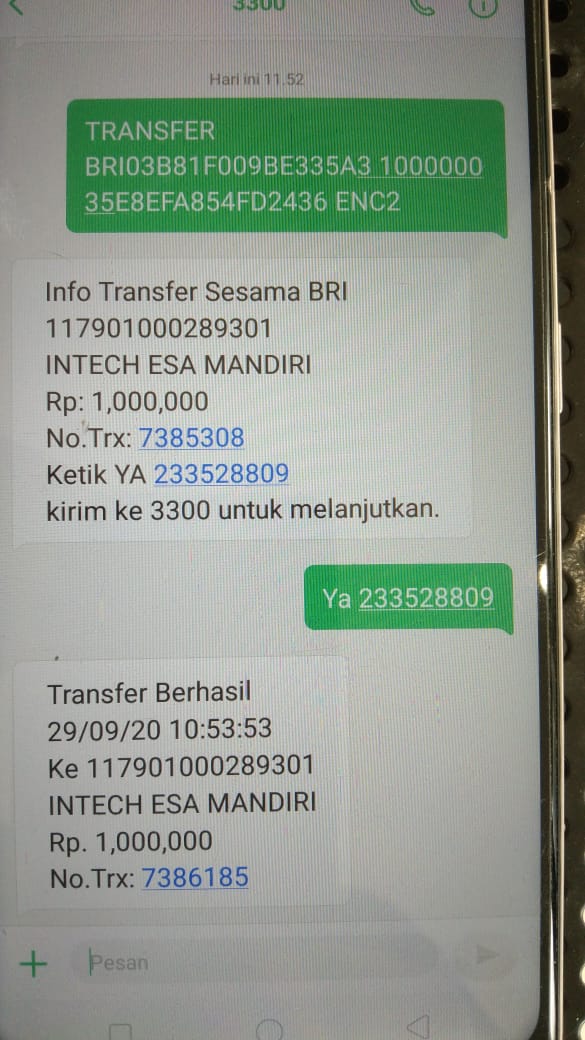 3300
Hari ini 11.52
TRANSFER
BRI03B81F009BE335A3 1000000
35E8EFA854FD2436 ENC2
Info Transfer Sesama BRI
117901000289301
INTECH ESA MANDIRI
Rp: 1,000,000
No.Trx: 7385308
Ketik YA 233528809
kirim ke 3300 untuk melanjutkan.
Ya 233528809
Transfer Berhasil
29/09/20 10:53:53
Ke 117901000289301
INTECH ESA MANDIRI
Rp. 1,000,000
No.Trx: 7386185
Pesan